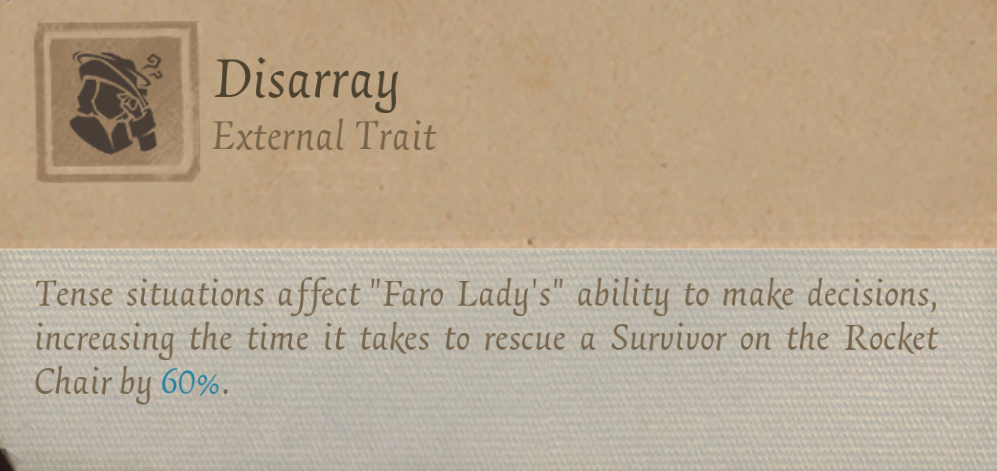 Disarray
External Trait
Tense situations affect "Faro Lady's" ability to make decisions,
increasing the time it takes to rescue a Survivor on the Rocket
Chair by 60%.